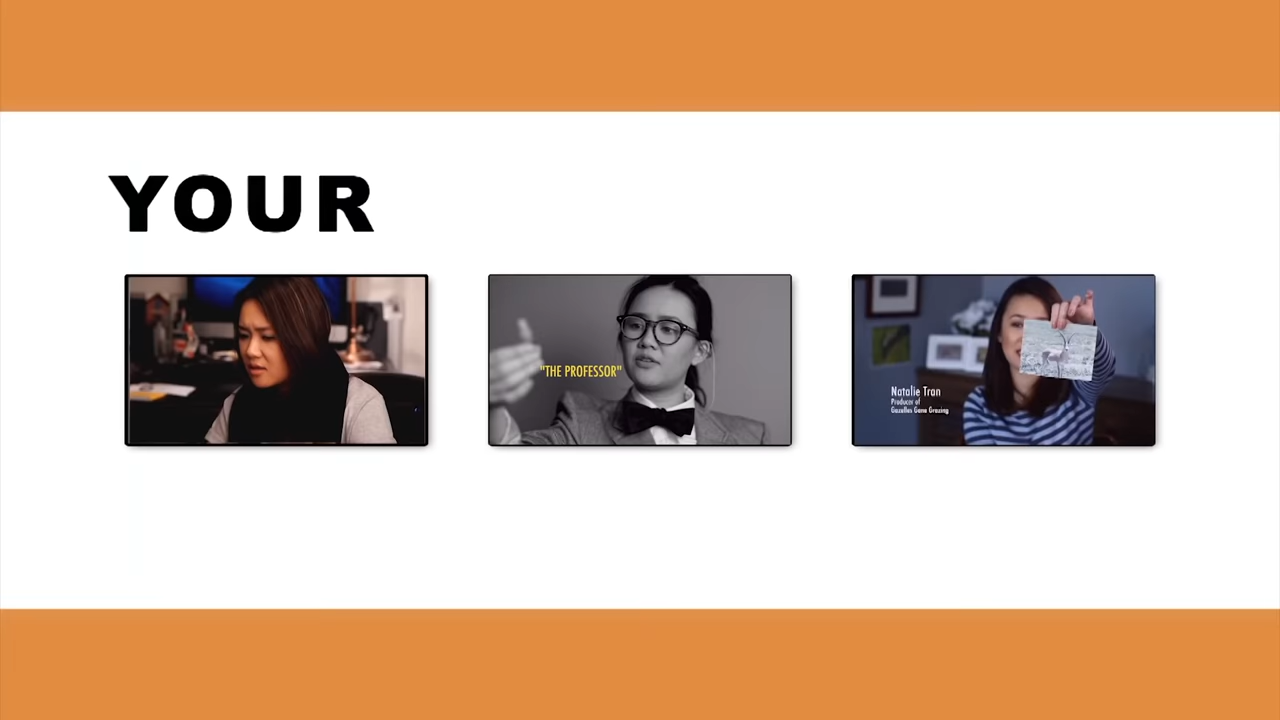 YOUR
"THE PROFESSOR"
Natalie Tran
Producer of
Gazelles Gone Grazing